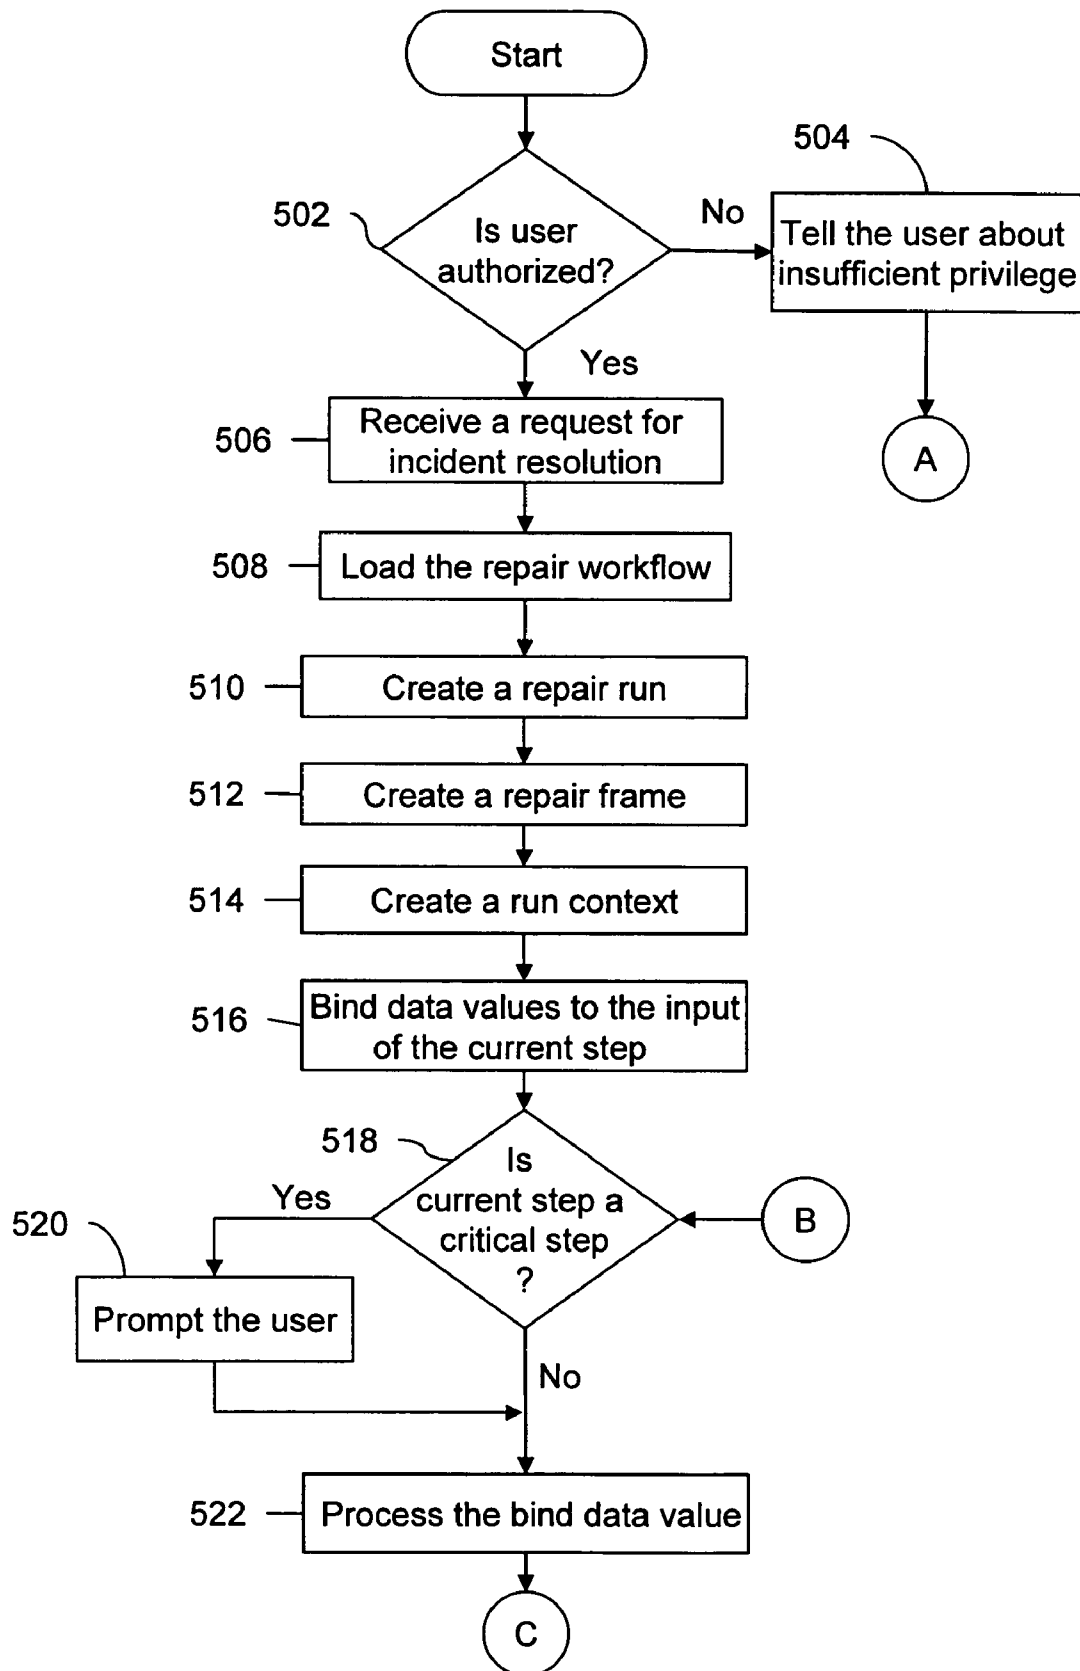 Start
504
502
Is user
authorized?
No
Tell the user about
insufficient privilege
Yes
A
506
Receive a request for
incident resolution
508
Load the repair workflow
510
Create a repair run
512
Create a repair frame
514
Create a run context
516
Bind data values to the input
of the current step
518
Is
current step a
critical step
?
Yes
B
520
Prompt the user
No
522
Process the bind data value
C